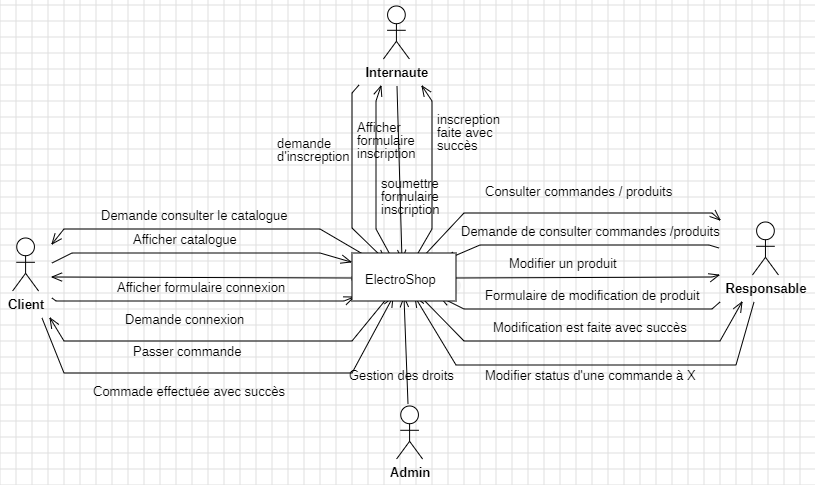 Internaute
demande
d'inscreption
Afficher
formulaire
inscription
inscreption
faite avec
succès
soumettre
formulaire
inscription
Consulter commandes / produits
Demande consulter le catalogue
Demande de consulter commandes /produits
Afficher catalogue
Modifier un produit
ElectroShop
Client
Responsable
Afficher formulaire connexion
Formulaire de modification de produit
Demande connexion
Modification est faite avec succès
Passer commande
Gestion des droits
Modifier status d'une commande à X
Commade effectuée avec succès
Admin